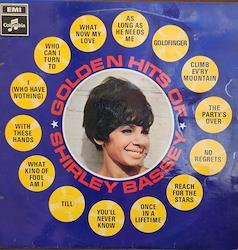 EMI
Columbia
GOLDEN HITS OF
SHIRLEY BASSEY
WHAT
NOW MY
LOVE
AS
LONG AS
HE NEEDS
ME
GOLDFINGER
CLIMB
EV'RY
MOUNTAIN
THE
PARTY'S
OVER
NO
REGRETS
REACH
FOR THE
STARS
ONCE
IN A
LIFETIME
YOU'LL
NEVER
KNOW
TILL
WHAT
KIND OF
FOOL
AM I
WITH
THESE
HANDS
I
(WHO HAVE
NOTHING)
WHO
CAN I
TURN
TO